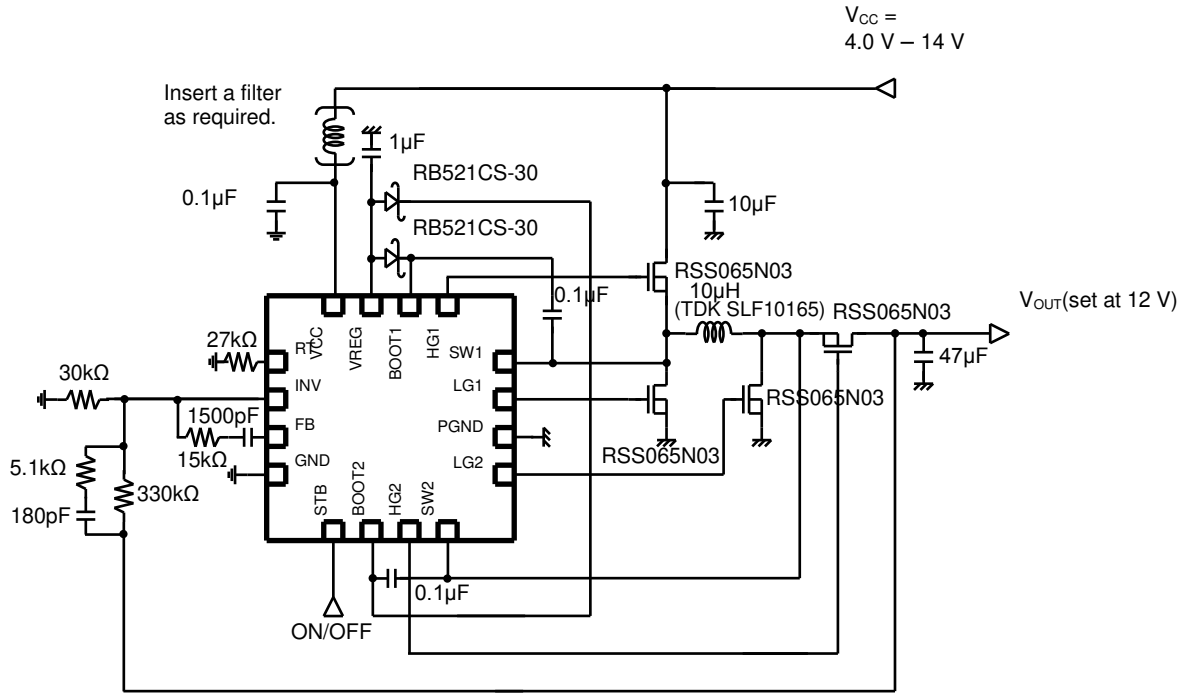 V_CC =
4.0 V – 14 V
Insert a filter
as required.
1µF
RB521CS-30
0.1µF
10µF
RB521CS-30
RSS065N03
0.1µF
10µH
(TDK SLF10165)
RSS065N03
V_OUT(set at 12 V)
VCC
VREG
BOOT1
HG1
27kΩ
RT
SW1
47µF
30kΩ
INV
LG1
RSS065N03
1500pF
FB
PGND
15kΩ
RSS065N03
5.1kΩ
GND
LG2
330kΩ
180pF
STB
BOOT2
HG2
SW2
0.1µF
ON/OFF